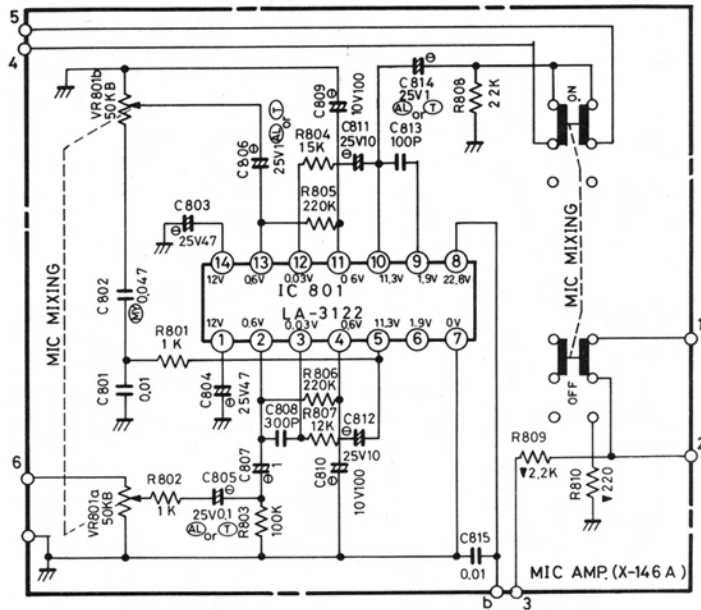 5
4
VR801b
50KB
C806
25V1
AL or T
C809
10V100
R804
15K
C811
25V10
C814
25V1
AL or T
C813
100P
R808
2.2K
ON
R805
220K
C803
25V47
14 13 12 11 10 9 8
12V 0.6V 0.03V 0.6V 11.3V 1.9V 22.8V
IC 801
LA-3122
12V 0.6V 0.03V 0.6V 11.3V 1.9V 0V
1 2 3 4 5 6 7
MIC MIXING
C802
MY 0.047
R801
1K
C801
0.01
C804
25V47
R806
220K
C808
300P
R807
12K
C812
25V10
C807
1
C810
10V100
MIC MIXING
OFF
1
6
VR801a
50KB
R802
1K
C805
25V0.1
AL or T
R803
100K
R809
▼2.2K
2
R810
▼220
C815
0.01
MIC AMP. (X-146A)
b 3